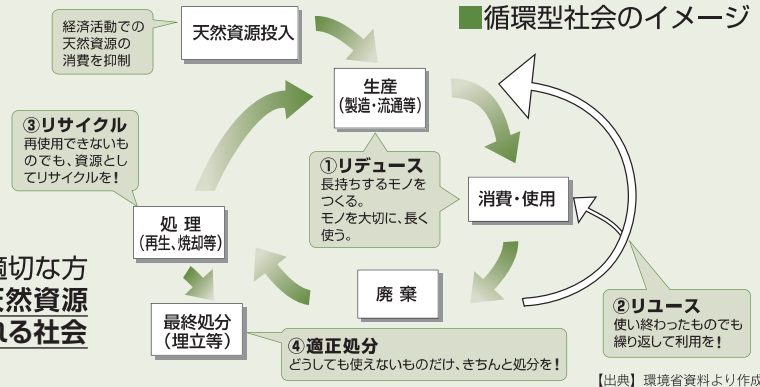 ■循環型社会のイメージ
経済活動での
天然資源の
消費を抑制
天然資源投入
生産
(製造・流通等)
③リサイクル
再使用できないも
のでも、資源とし
てリサイクルを!
①リデュース
長持ちするモノを
つくる。
モノを大切に、長く
使う。
消費・使用
処理
(再生、焼却等)
廃棄
最終処分
(埋立等)
②リユース
使い終わったものでも
繰り返して利用を!
④適正処分
どうしても使えないものだけ、きちんと処分を!
適切な方
天然資源
れる社会
【出典】環境省資料より作成